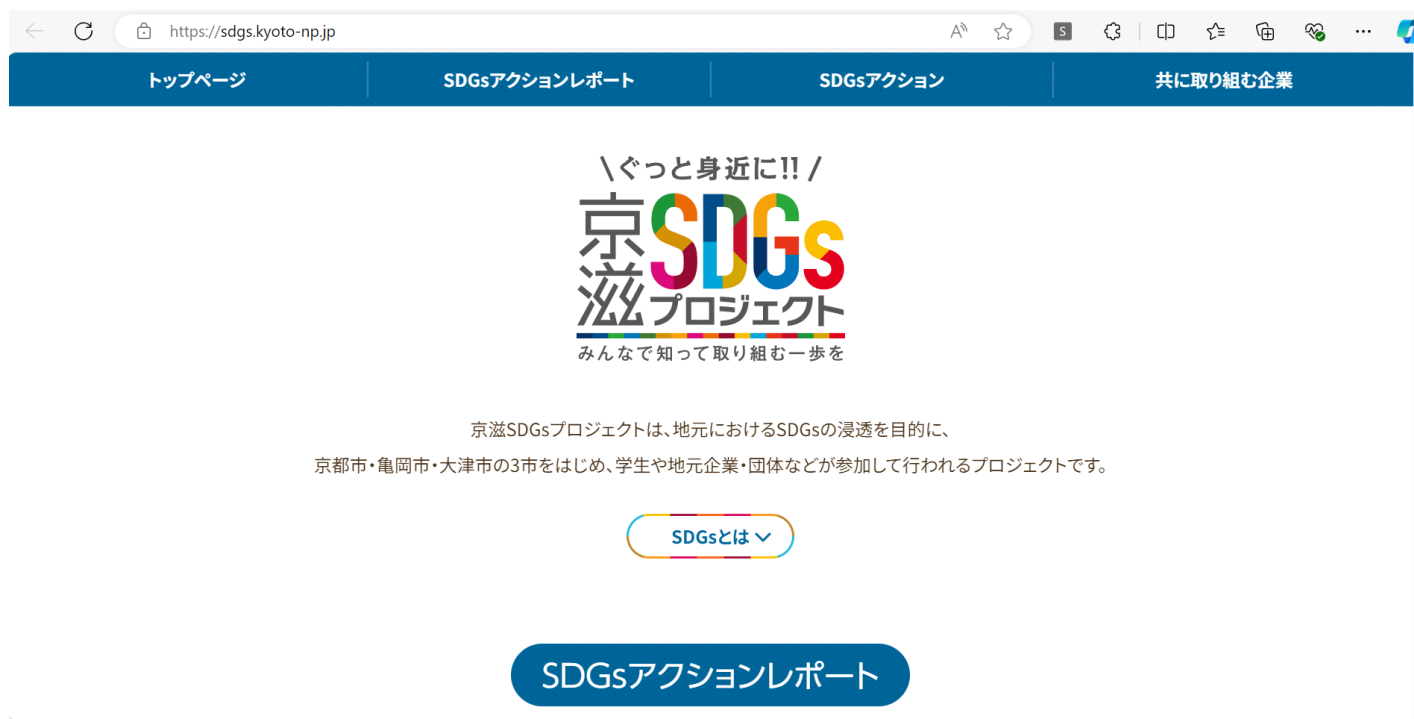 https://sdgs.kyoto-np.jp
トップページ
SDGsアクションレポート
SDGsアクション
共に取り組む企業
\ぐっと身近に!!/
京滋SDGs
プロジェクト
みんなで知って取り組む一歩を
京滋SDGsプロジェクトは、地元におけるSDGsの浸透を目的に、
京都市・亀岡市・大津市の3市をはじめ、学生や地元企業・団体などが参加して行われるプロジェクトです。
SDGsとは
SDGsアクションレポート